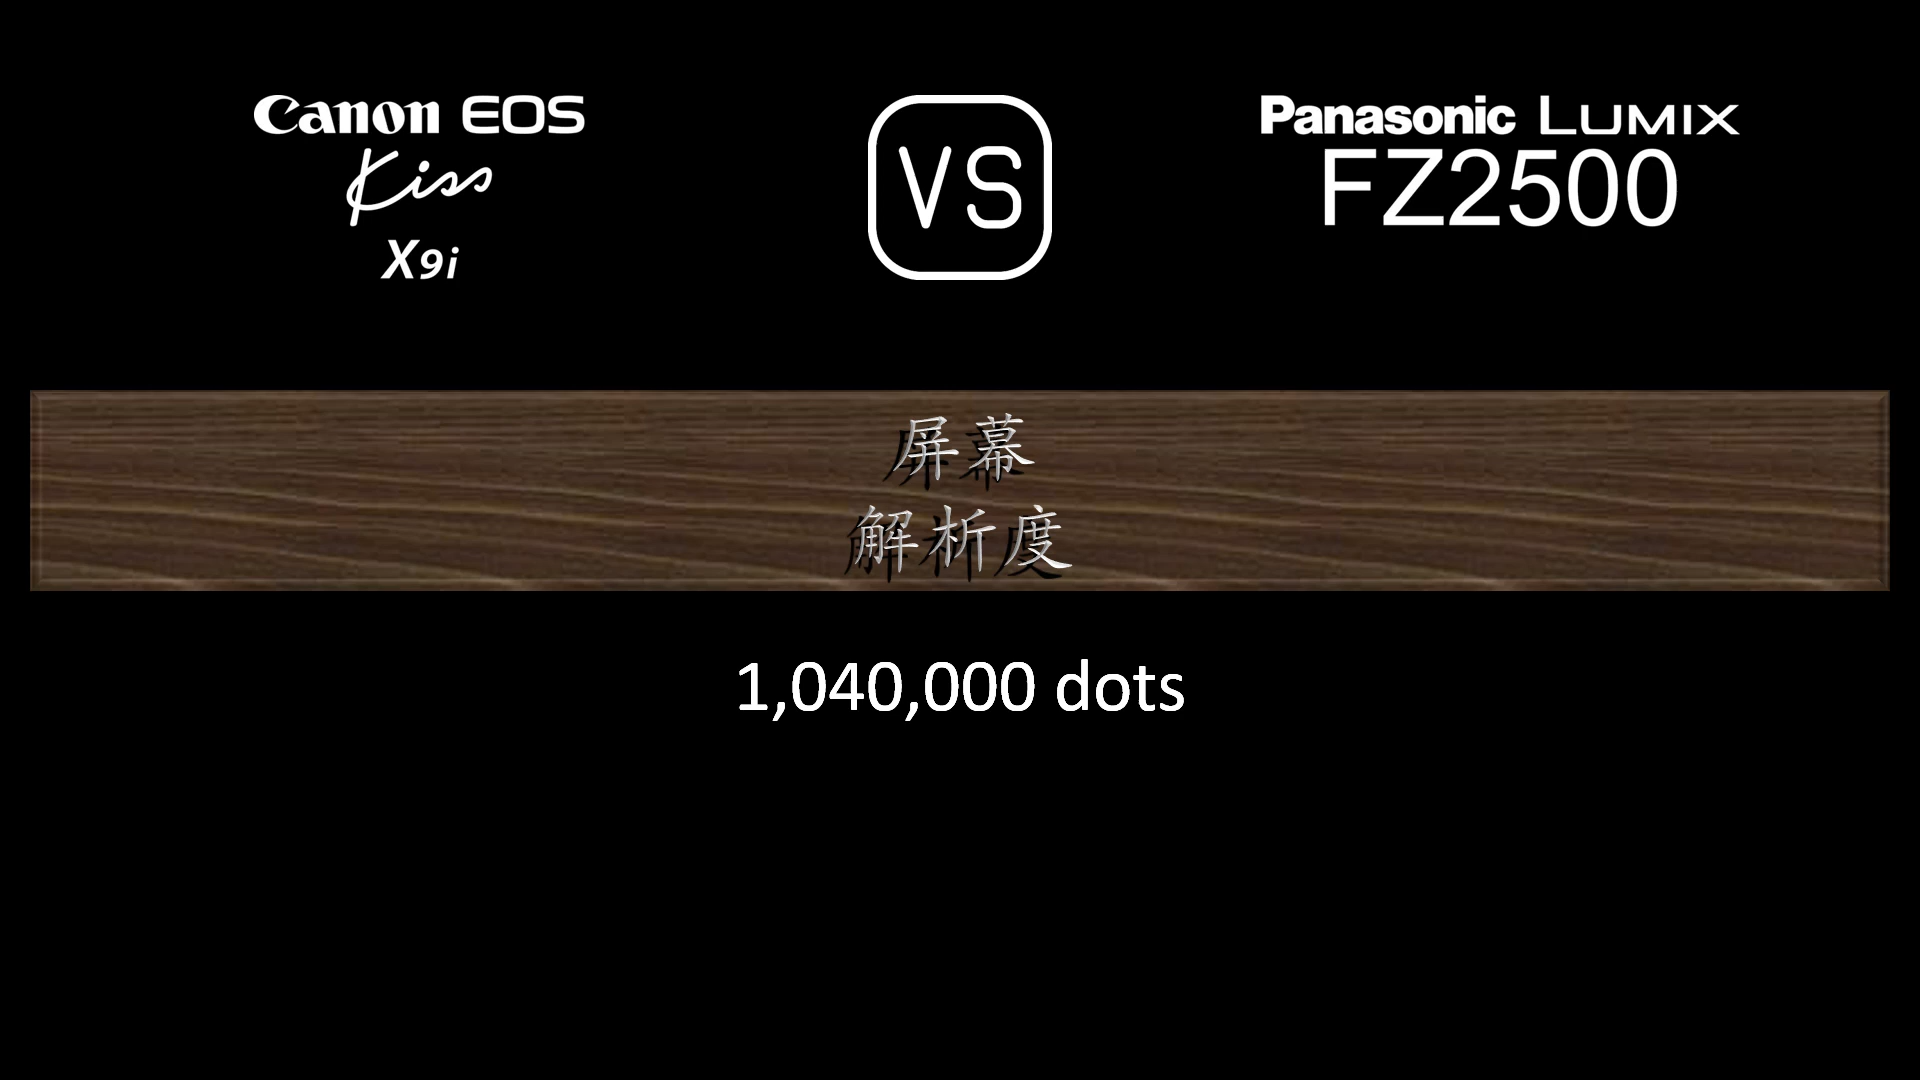 Canon EOS
Kiss
X9i
VS
Panasonic LUMIX
FZ2500
屏幕
解析度
1,040,000 dots